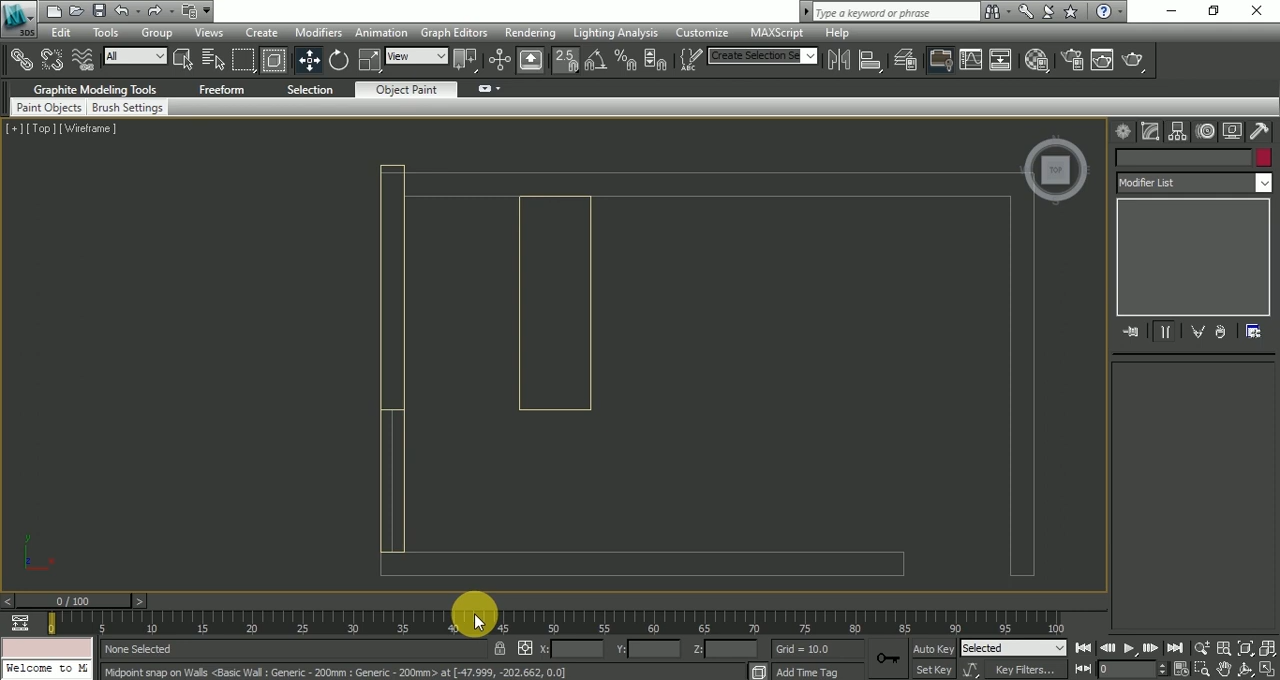 3DS
Type a keyword or phrase
Edit Tools Group Views Create Modifiers Animation Graph Editors Rendering Lighting Analysis Customize MAXScript Help
All View 2.5 Create Selection Se
Graphite Modeling Tools Freeform Selection Object Paint
Paint Objects Brush Settings
[ + ] [ Top ] [ Wireframe ]
N
TOP
S
Modifier List
y
z x
< 0 / 100 >
0 5 10 15 20 25 30 35 40 45 50 55 60 65 70 75 80 85 90 95 100
None Selected X: Y: Z: Grid = 10.0 Auto Key Selected
Welcome to M Midpoint snap on Walls <Basic Wall : Generic - 200mm : Generic - 200mm> at [-47.999, -202.662, 0.0] Add Time Tag Set Key Key Filters... 0